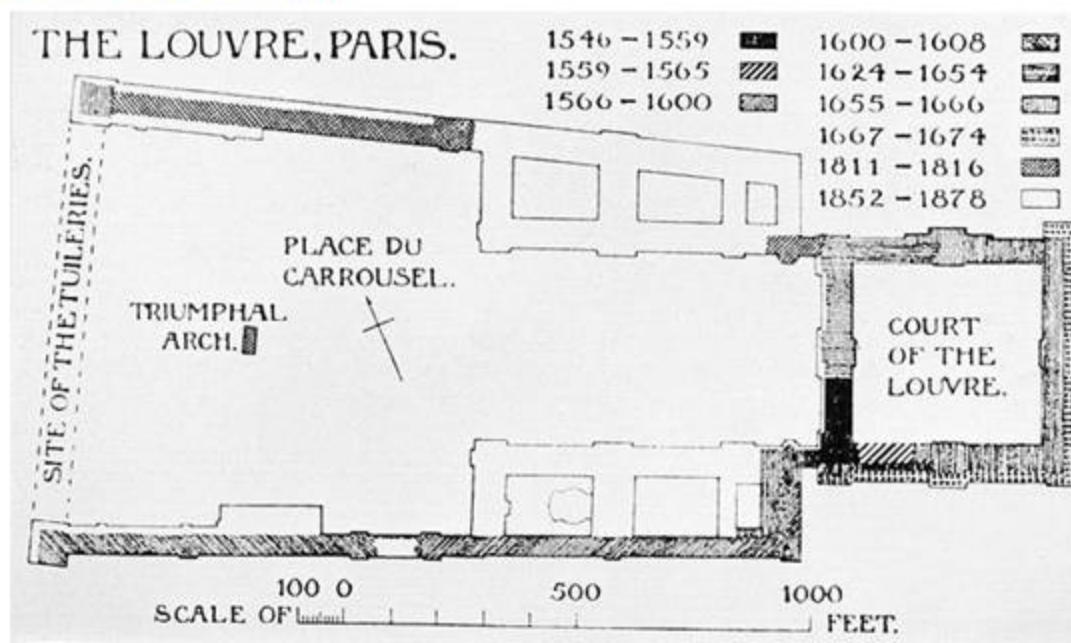 THE LOUVRE, PARIS.
1546 – 1559
1559 – 1565
1566 – 1600
1600 – 1608
1624 – 1654
1655 – 1666
1667 – 1674
1811 – 1816
1852 – 1878
SITE OF THE TUILERIES.
PLACE DU
CARROUSEL.
TRIUMPHAL
ARCH.
COURT
OF THE
LOUVRE.
100 0 500 1000
SCALE OF FEET.